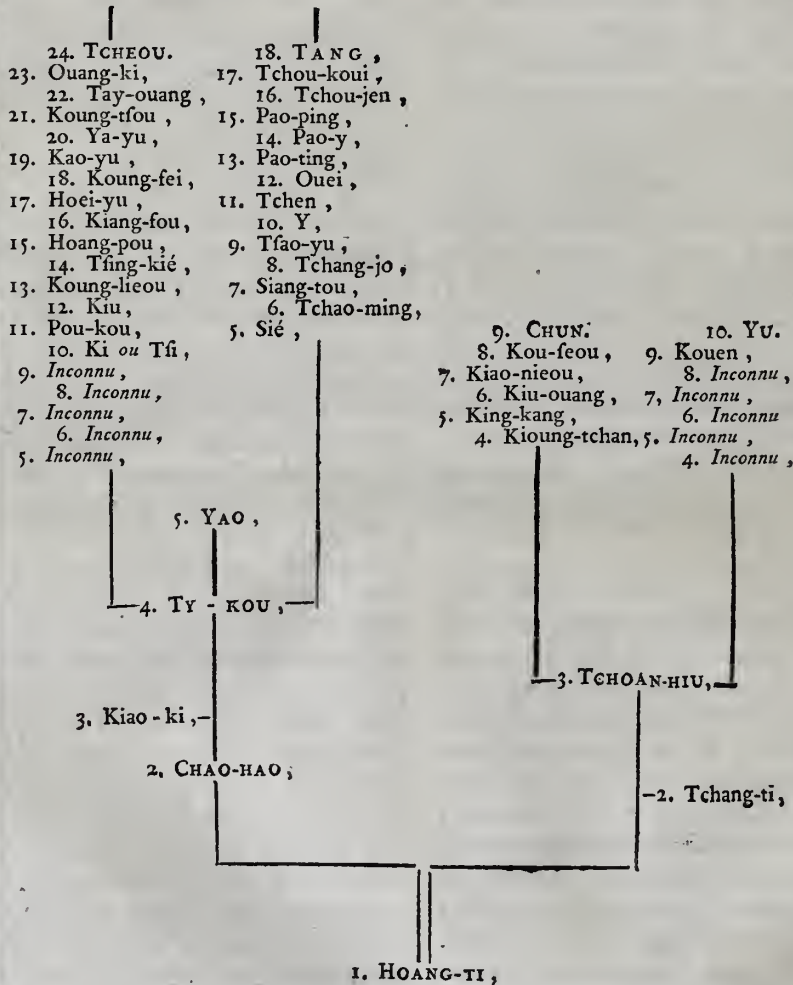 24. TCHEOU.
23. Ouang-ki,
22. Tay-ouang,
21. Koung-tſou,
20. Ya-yu,
19. Kao-yu,
18. Koung-fei,
17. Hoei-yu,
16. Kiang-fou,
15. Hoang-pou,
14. Tſing-kié,
13. Koung-lieou,
12. Kiu,
11. Pou-kou,
10. Ki ou Tſi,
9. Inconnu,
8. Inconnu,
7. Inconnu,
6. Inconnu,
5. Inconnu,
18. TANG,
17. Tchou-koui,
16. Tchou-jen,
15. Pao-ping,
14. Pao-y,
13. Pao-ting,
12. Ouei,
11. Tchen,
10. Y,
9. Tſao-yu,
8. Tchang-jo,
7. Siang-tou,
6. Tchao-ming,
5. Sié,
9. CHUN.
8. Kou-ſeou,
7. Kiao-nieou,
6. Kiu-ouang,
5. King-kang,
4. Kioung-tchan,
10. YU.
9. Kouen,
8. Inconnu,
7, Inconnu,
6. Inconnu
5. Inconnu,
4. Inconnu,
5. YAO,
4. TY-KOU,
3. TCHOAN-HIU,
3. Kiao-ki,
2. CHAO-HAO,
2. Tchang-ti,
1. HOANG-TI,